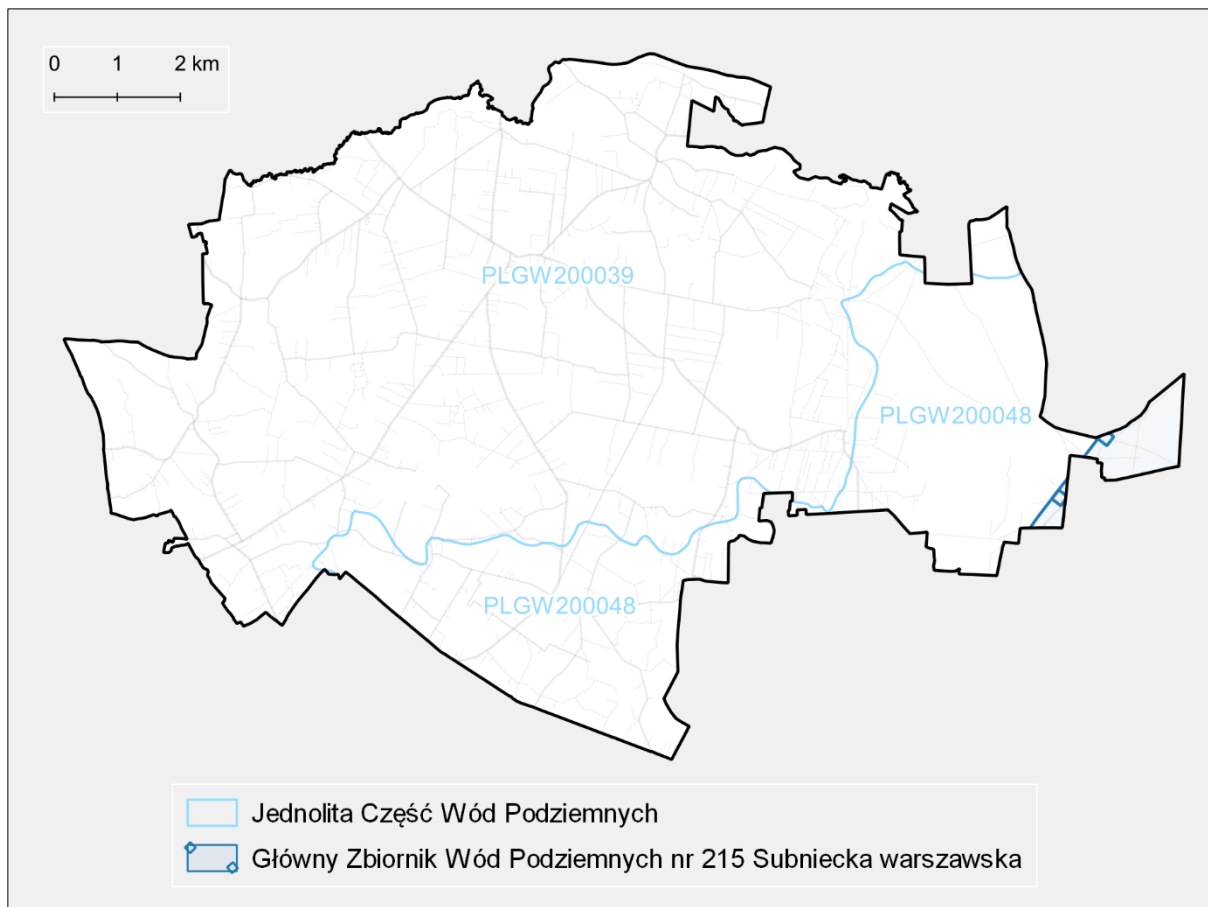 0 1 2 km
PLGW200039
PLGW200048
PLGW200048
Jednolita Część Wód Podziemnych
Główny Zbiornik Wód Podziemnych nr 215 Subniecka warszawska